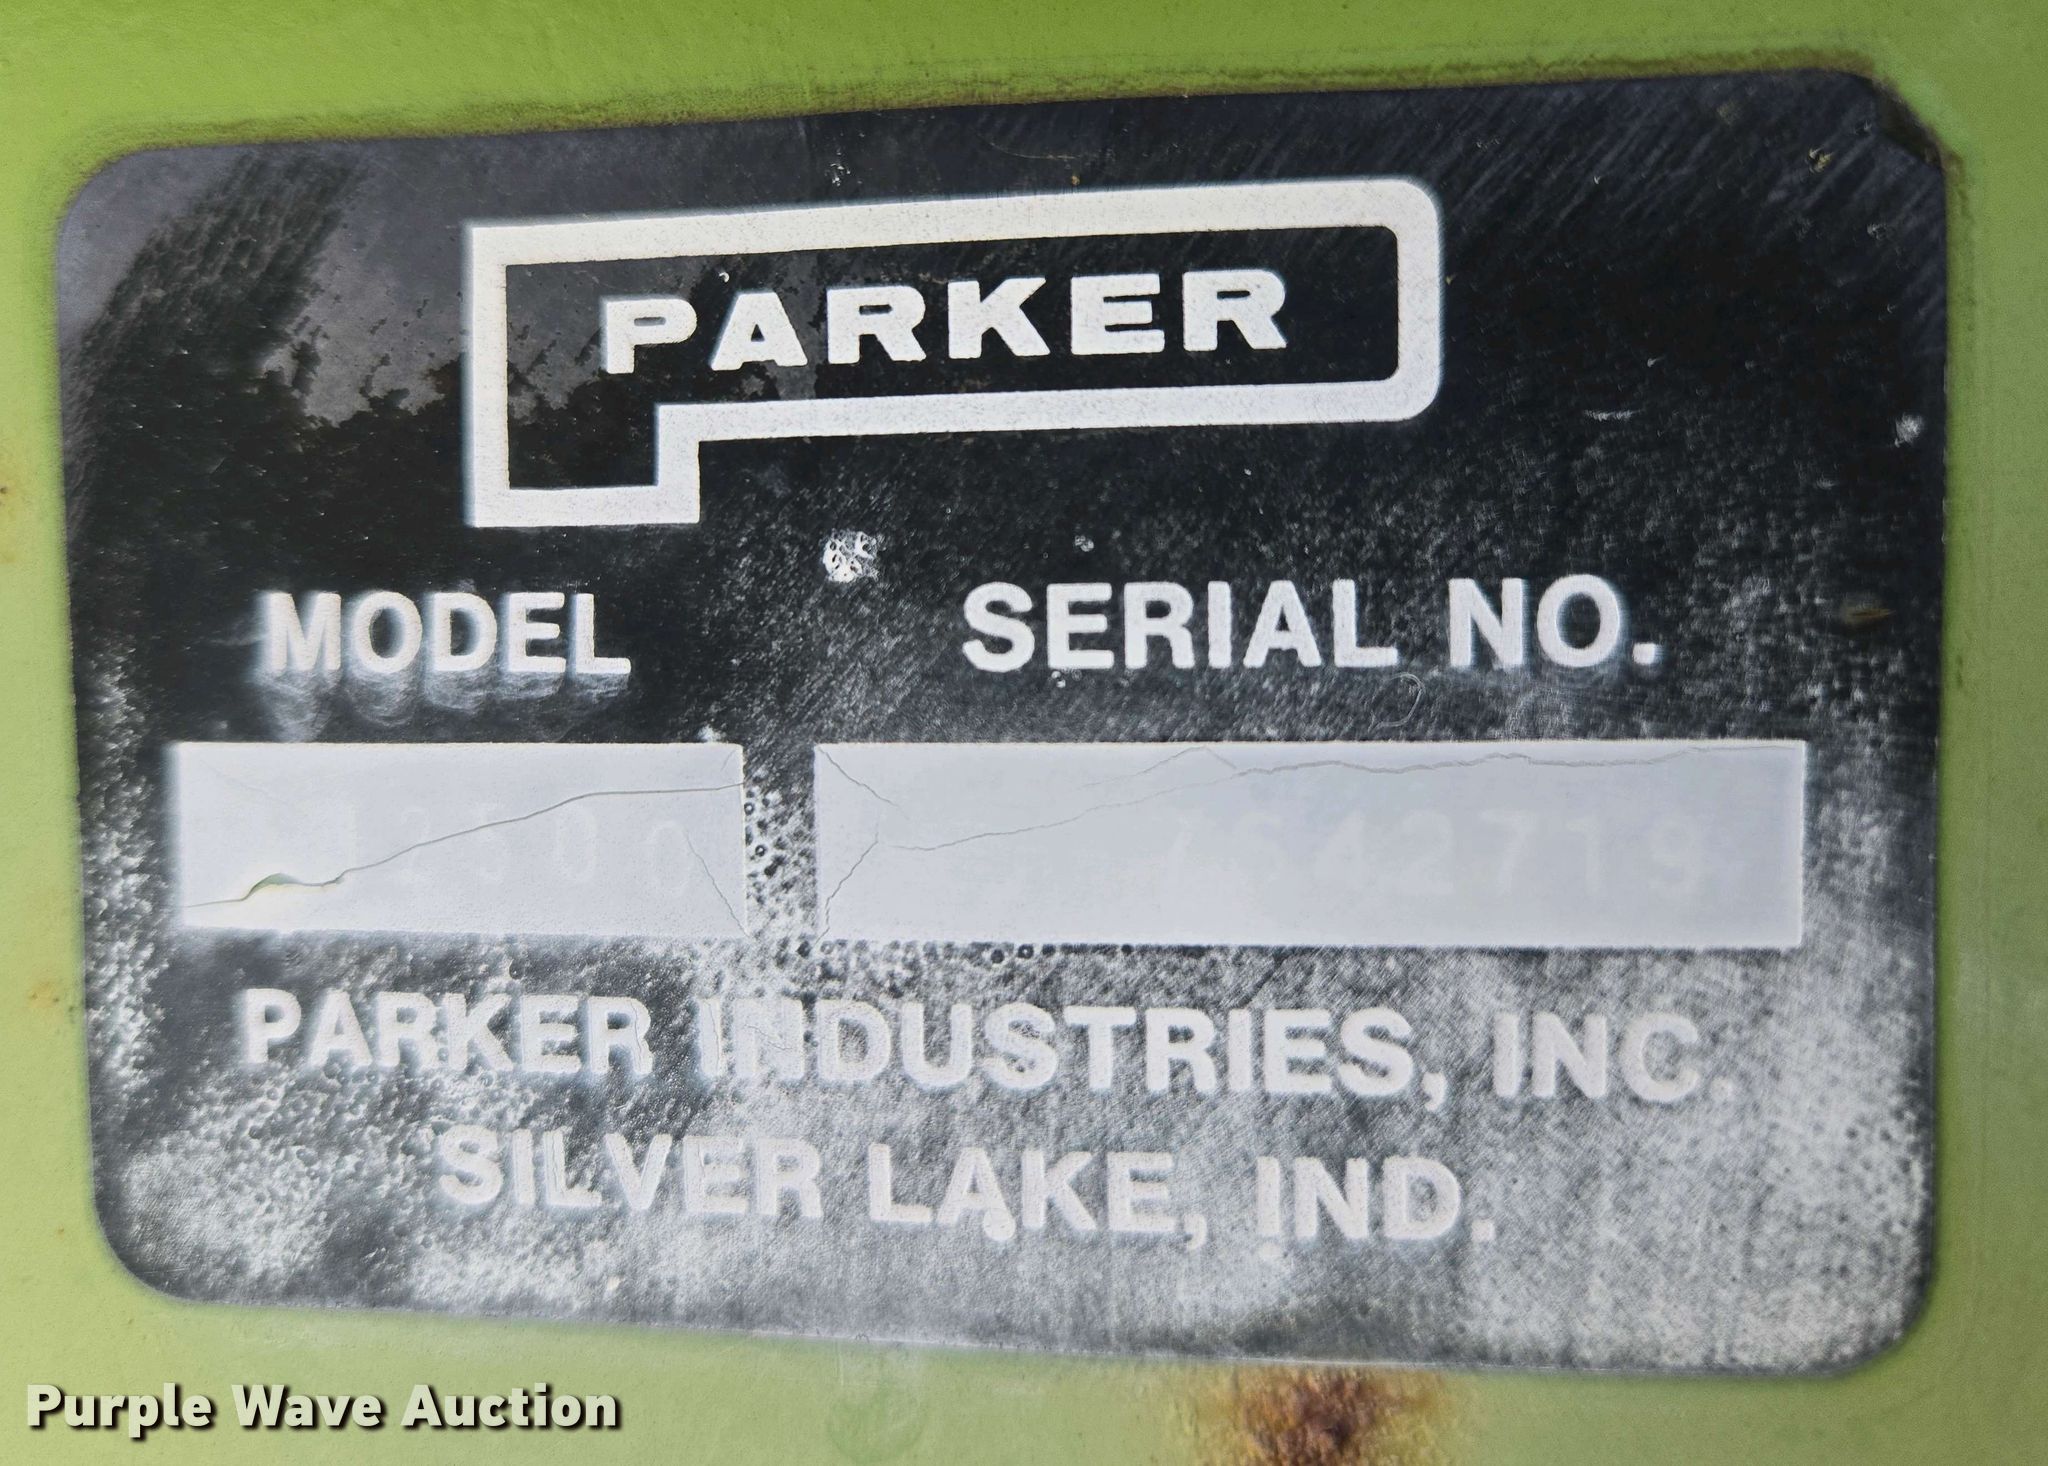 PARKER
MODEL SERIAL NO.
PARKER INDUSTRIES, INC.
SILVER LAKE, IND.
Purple Wave Auction